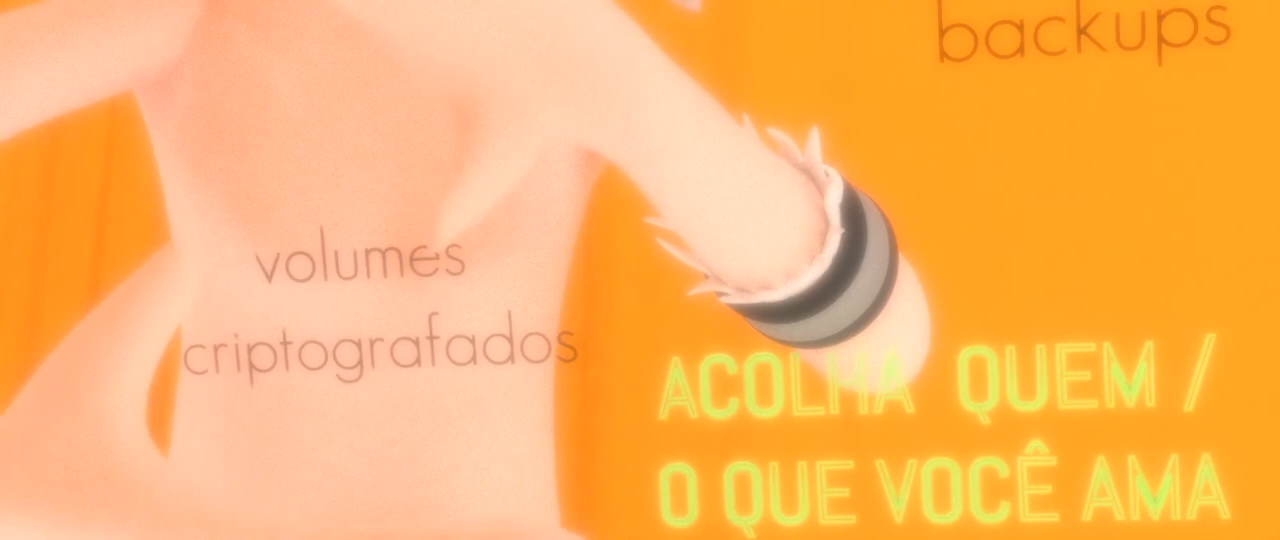 backups
volumes
criptografados
ACOLHA QUEM /
O QUE VOCÊ AMA